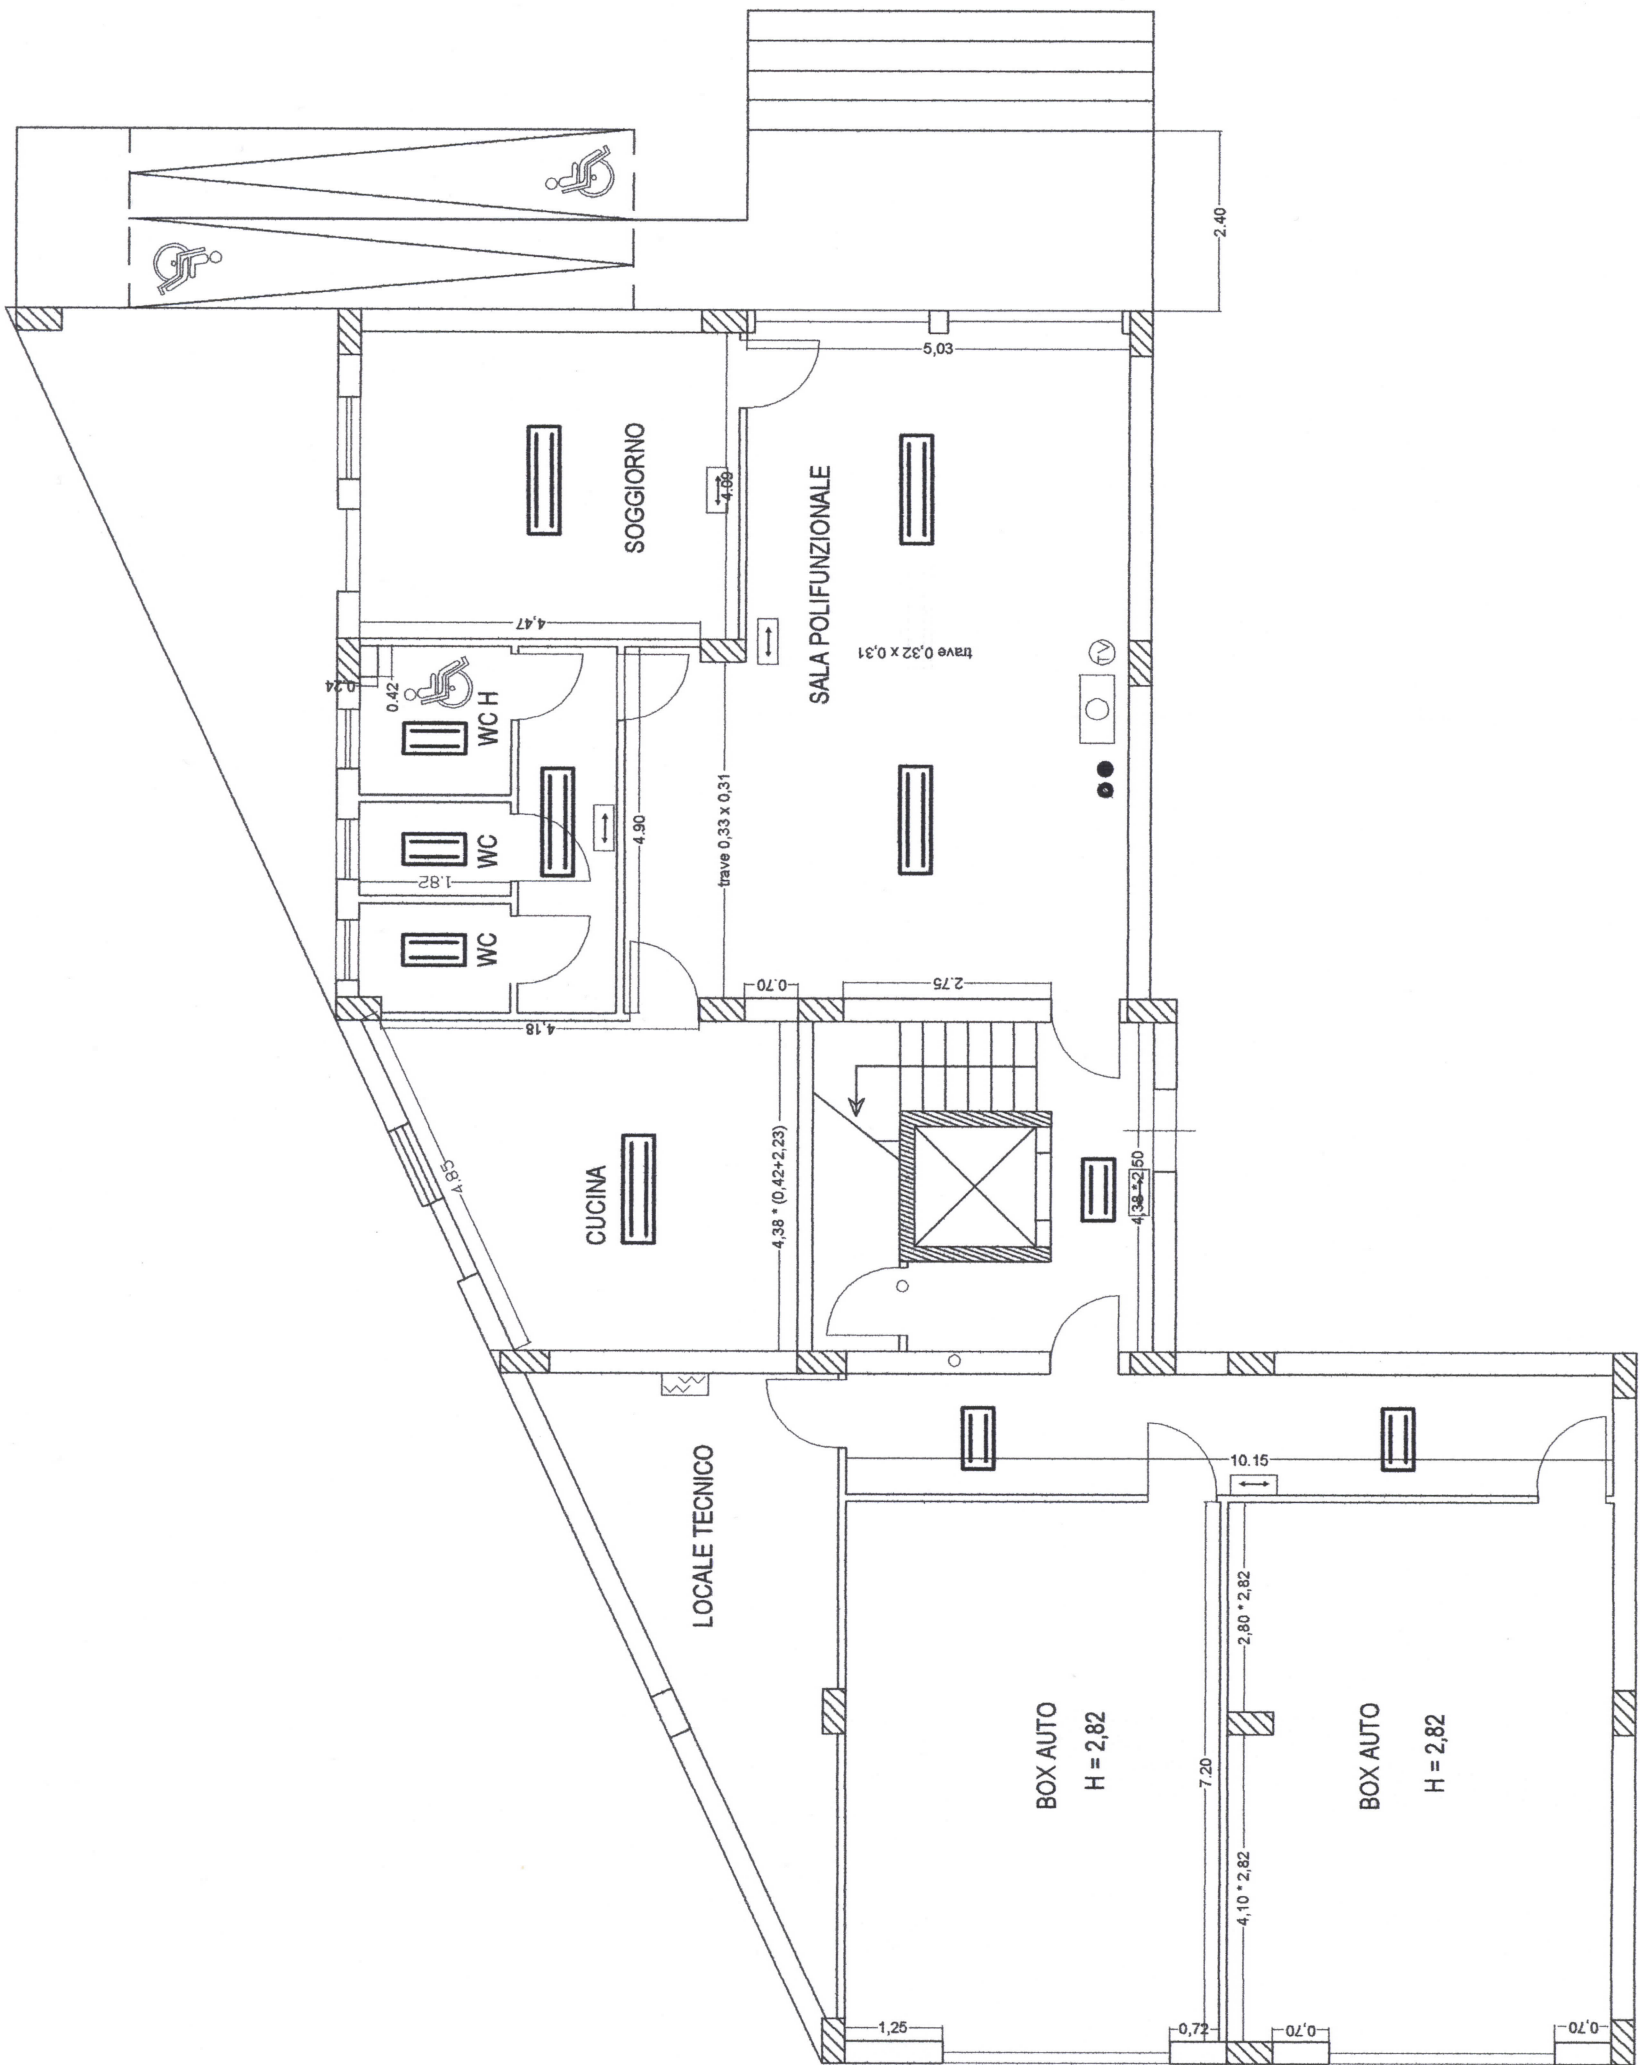 2.40
5,03
SOGGIORNO
4.09
SALA POLIFUNZIONALE
4,47
trave 0,32 x 0,31
TV
0.24
0.42
WC H
trave 0,33 x 0,31
4.90
WC
1.82
WC
0.70
2.75
4,18
4.85
CUCINA
4,38 * (0,42+2,23)
4,38 * 2,50
10.15
LOCALE TECNICO
2,80 * 2,82
BOX AUTO
H = 2,82
7.20
BOX AUTO
H = 2,82
4,10 * 2,82
1,25
0,72
0,70
0,70